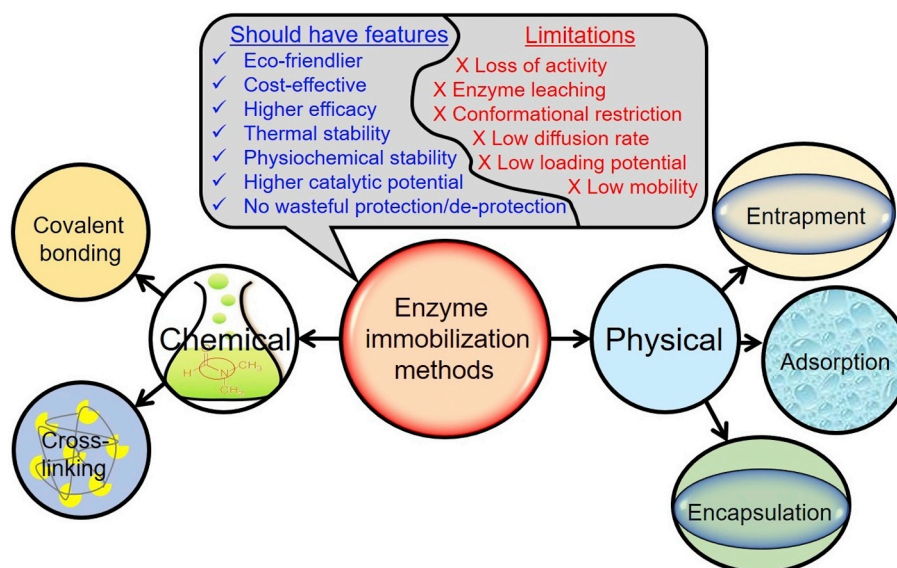 Should have features
✓ Eco-friendlier
✓ Cost-effective
✓ Higher efficacy
✓ Thermal stability
✓ Physiochemical stability
✓ Higher catalytic potential
✓ No wasteful protection/de-protection
Limitations
X Loss of activity
X Enzyme leaching
X Conformational restriction
X Low diffusion rate
X Low loading potential
X Low mobility
Covalent
bonding
Cross-
linking
Chemical
H
N
CH3
CH3
Enzyme
immobilization
methods
Physical
Entrapment
Adsorption
Encapsulation